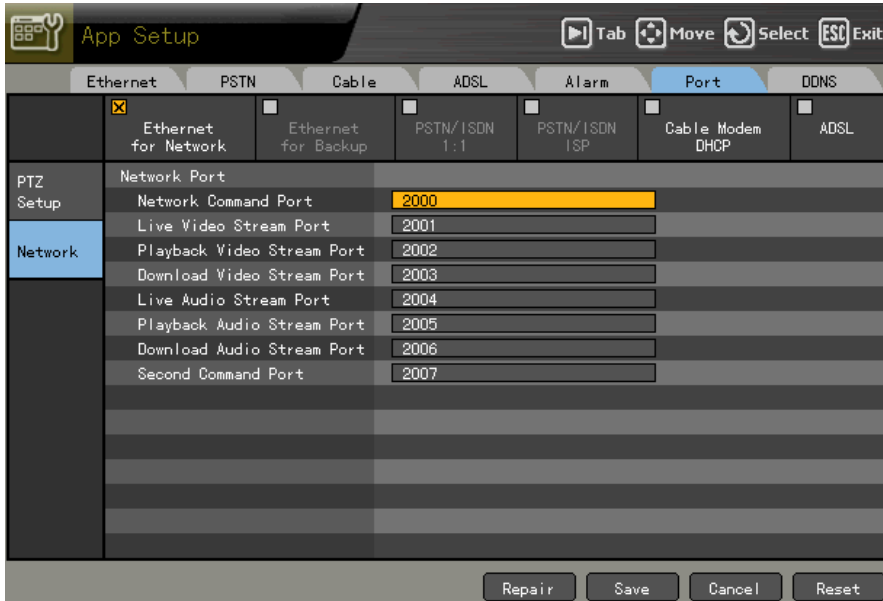 App Setup Tab Move Select ESC Exit
Ethernet PSTN Cable ADSL Alarm Port DDNS
Ethernet for Network
Ethernet for Backup
PSTN/ISDN 1:1
PSTN/ISDN ISP
Cable Modem DHCP
ADSL
PTZ Setup
Network
Network Port
Network Command Port 2000
Live Video Stream Port 2001
Playback Video Stream Port 2002
Download Video Stream Port 2003
Live Audio Stream Port 2004
Playback Audio Stream Port 2005
Download Audio Stream Port 2006
Second Command Port 2007
Repair Save Cancel Reset